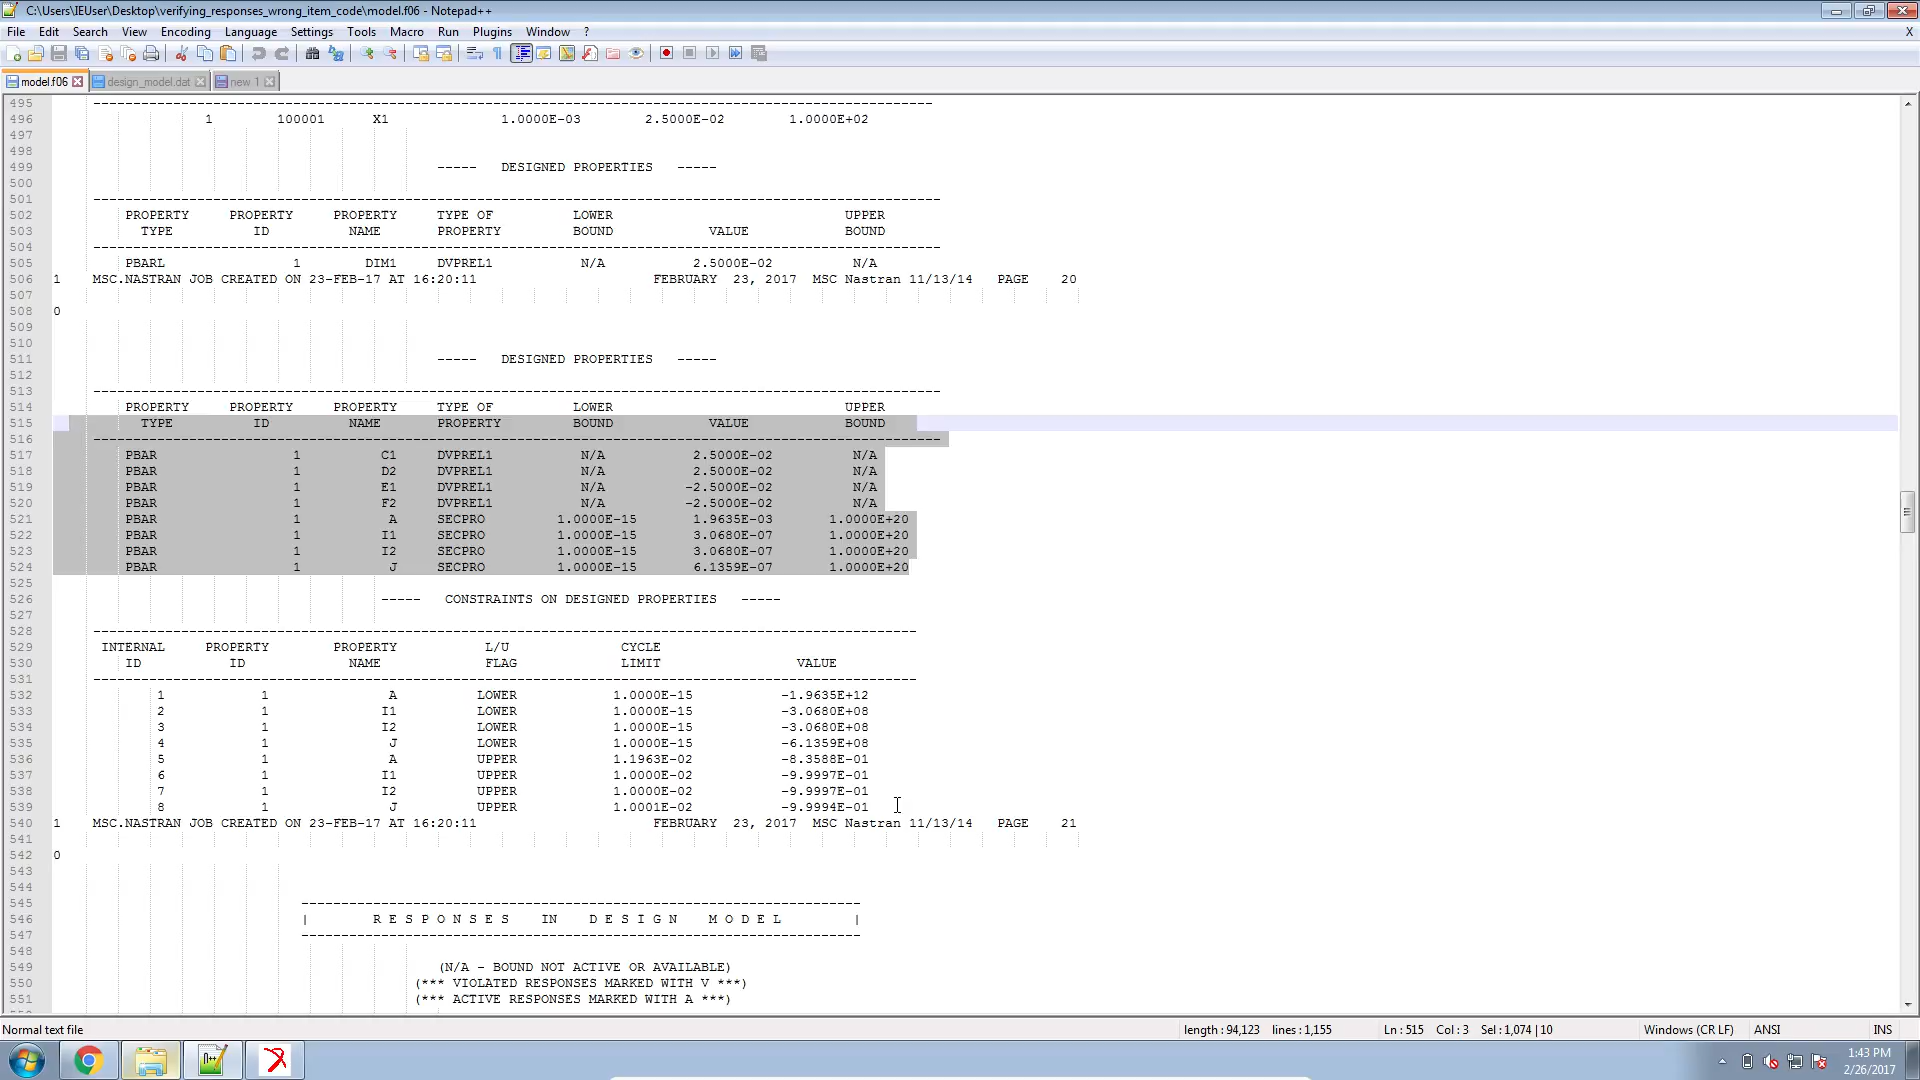 C:\Users\IEUser\Desktop\verifying_responses_wrong_item_code\model.f06 - Notepad++
File Edit Search View Encoding Language Settings Tools Macro Run Plugins Window ? X
model.f06 design_model.dat new 1
495 ---------------------------------------------------------------------------------------------------------
496 1 100001 X1 1.0000E-03 2.5000E-02 1.0000E+02
497
498
499 ----- DESIGNED PROPERTIES -----
500
501 ----------------------------------------------------------------------------------------------------------
502 PROPERTY PROPERTY PROPERTY TYPE OF LOWER UPPER
503 TYPE ID NAME PROPERTY BOUND VALUE BOUND
504 ----------------------------------------------------------------------------------------------------------
505 PBARL 1 DIM1 DVPREL1 N/A 2.5000E-02 N/A
506 1 MSC.NASTRAN JOB CREATED ON 23-FEB-17 AT 16:20:11 FEBRUARY 23, 2017 MSC Nastran 11/13/14 PAGE 20
507
508 0
509
510
511 ----- DESIGNED PROPERTIES -----
512
513 ----------------------------------------------------------------------------------------------------------
514 PROPERTY PROPERTY PROPERTY TYPE OF LOWER UPPER
515 TYPE ID NAME PROPERTY BOUND VALUE BOUND
516 ----------------------------------------------------------------------------------------------------------
517 PBAR 1 C1 DVPREL1 N/A 2.5000E-02 N/A
518 PBAR 1 D2 DVPREL1 N/A 2.5000E-02 N/A
519 PBAR 1 E1 DVPREL1 N/A -2.5000E-02 N/A
520 PBAR 1 F2 DVPREL1 N/A -2.5000E-02 N/A
521 PBAR 1 A SECPRO 1.0000E-15 1.9635E-03 1.0000E+20
522 PBAR 1 I1 SECPRO 1.0000E-15 3.0680E-07 1.0000E+20
523 PBAR 1 I2 SECPRO 1.0000E-15 3.0680E-07 1.0000E+20
524 PBAR 1 J SECPRO 1.0000E-15 6.1359E-07 1.0000E+20
525
526 ----- CONSTRAINTS ON DESIGNED PROPERTIES -----
527
528 -------------------------------------------------------------------------------------------------------
529 INTERNAL PROPERTY PROPERTY L/U CYCLE
530 ID ID NAME FLAG LIMIT VALUE
531 -------------------------------------------------------------------------------------------------------
532 1 1 A LOWER 1.0000E-15 -1.9635E+12
533 2 1 I1 LOWER 1.0000E-15 -3.0680E+08
534 3 1 I2 LOWER 1.0000E-15 -3.0680E+08
535 4 1 J LOWER 1.0000E-15 -6.1359E+08
536 5 1 A UPPER 1.1963E-02 -8.3588E-01
537 6 1 I1 UPPER 1.0000E-02 -9.9997E-01
538 7 1 I2 UPPER 1.0000E-02 -9.9997E-01
539 8 1 J UPPER 1.0001E-02 -9.9994E-01
540 1 MSC.NASTRAN JOB CREATED ON 23-FEB-17 AT 16:20:11 FEBRUARY 23, 2017 MSC Nastran 11/13/14 PAGE 21
541
542 0
543
544
545 ----------------------------------------------------------------------
546 | R E S P O N S E S IN D E S I G N M O D E L |
547 ----------------------------------------------------------------------
548
549 (N/A - BOUND NOT ACTIVE OR AVAILABLE)
550 (*** VIOLATED RESPONSES MARKED WITH V ***)
551 (*** ACTIVE RESPONSES MARKED WITH A ***)
Normal text file length : 94,123 lines : 1,155 Ln : 515 Col : 3 Sel : 1,074 | 10 Windows (CR LF) ANSI INS
1:43 PM
2/26/2017